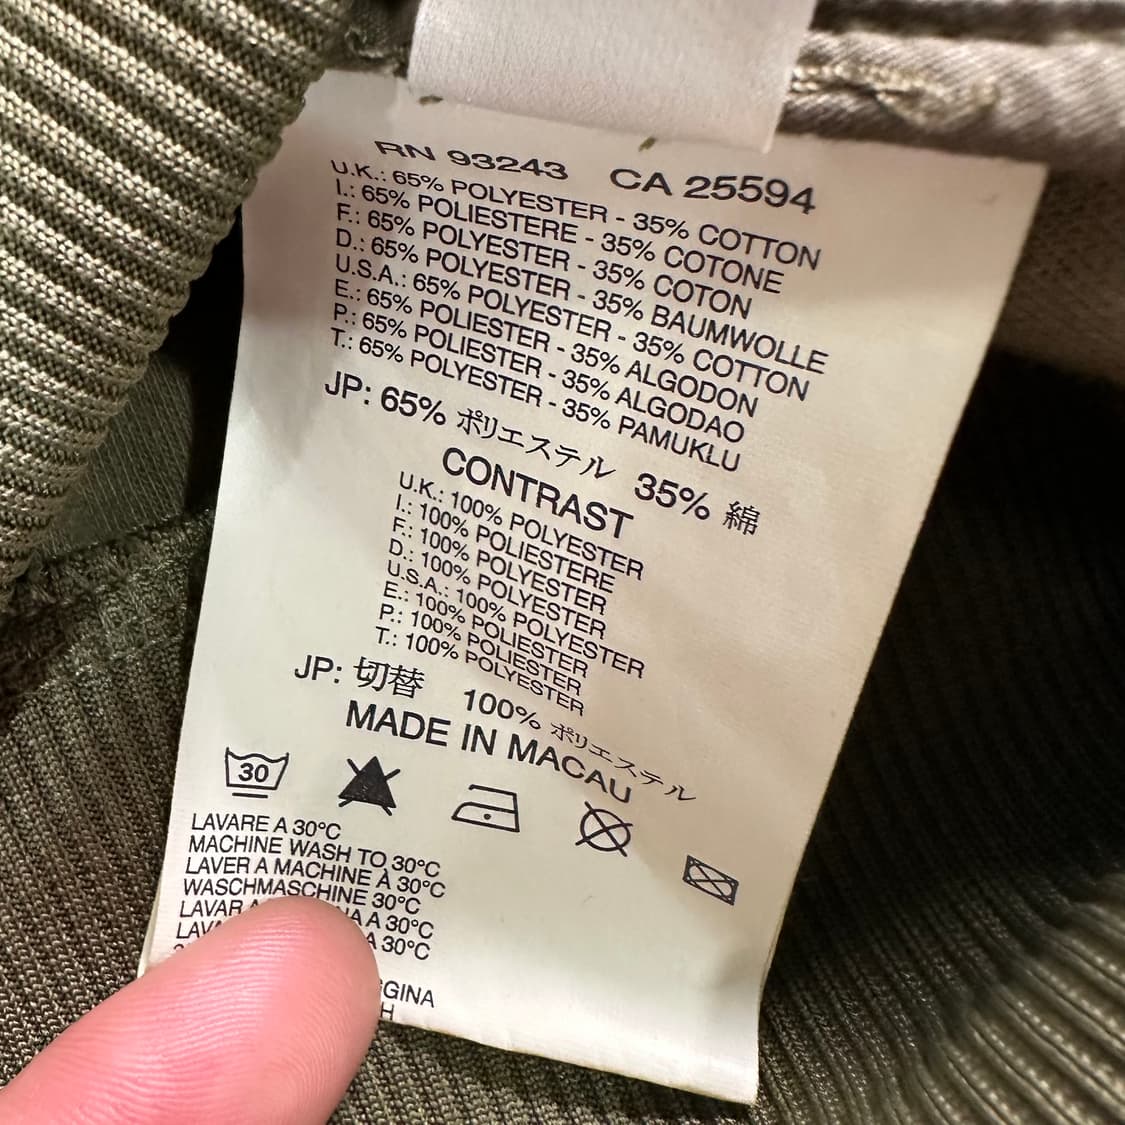 RN 93243 CA 25594
U.K.: 65% POLYESTER - 35% COTTON
I.: 65% POLIESTERE - 35% COTONE
F.: 65% POLYESTER - 35% COTON
D.: 65% POLYESTER - 35% BAUMWOLLE
U.S.A.: 65% POLYESTER - 35% COTTON
E.: 65% POLIESTER - 35% ALGODON
P.: 65% POLIESTER - 35% ALGODAO
T.: 65% POLYESTER - 35% PAMUKLU
JP: 65% ポリエステル 35% 綿
CONTRAST
U.K.: 100% POLYESTER
I.: 100% POLIESTERE
F.: 100% POLYESTER
D.: 100% POLYESTER
U.S.A.: 100% POLYESTER
E.: 100% POLIESTER
P.: 100% POLIESTER
T.: 100% POLYESTER
JP: 切替 100% ポリエステル
MADE IN MACAU
30
LAVARE A 30°C
MACHINE WASH TO 30°C
LAVER A MACHINE À 30°C
WASCHMASCHINE 30°C
LAVAR A 30°C
A 30°C